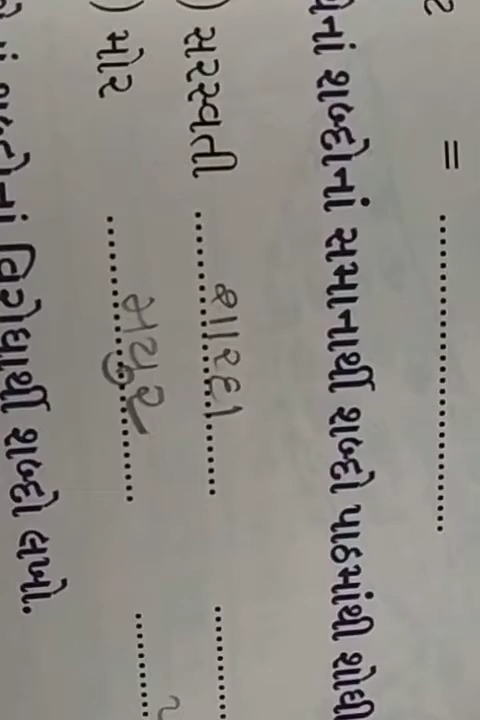 = ..............................
નાં શબ્દોનાં સમાનાર્થી શબ્દો પાઠમાંથી શોધી
) સરસ્વતી શારદા
) મોર મયુર
નાં વિરોધાર્થી શબ્દો લખો.